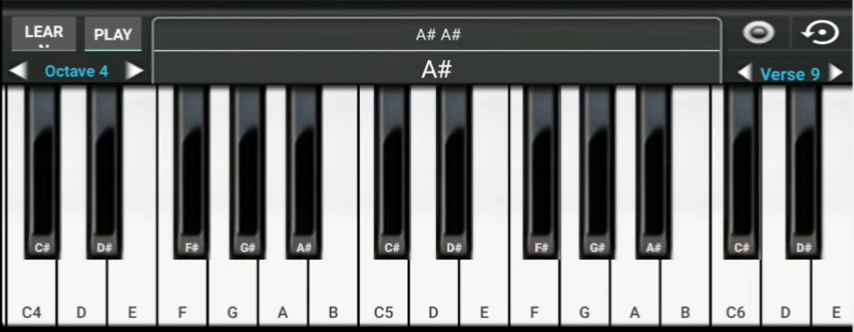 LEAR
N
PLAY
A# A#
Octave 4
A#
Verse 9
C# D# F# G# A# C# D# F# G# A# C# D#
C4 D E F G A B C5 D E F G A B C6 D E